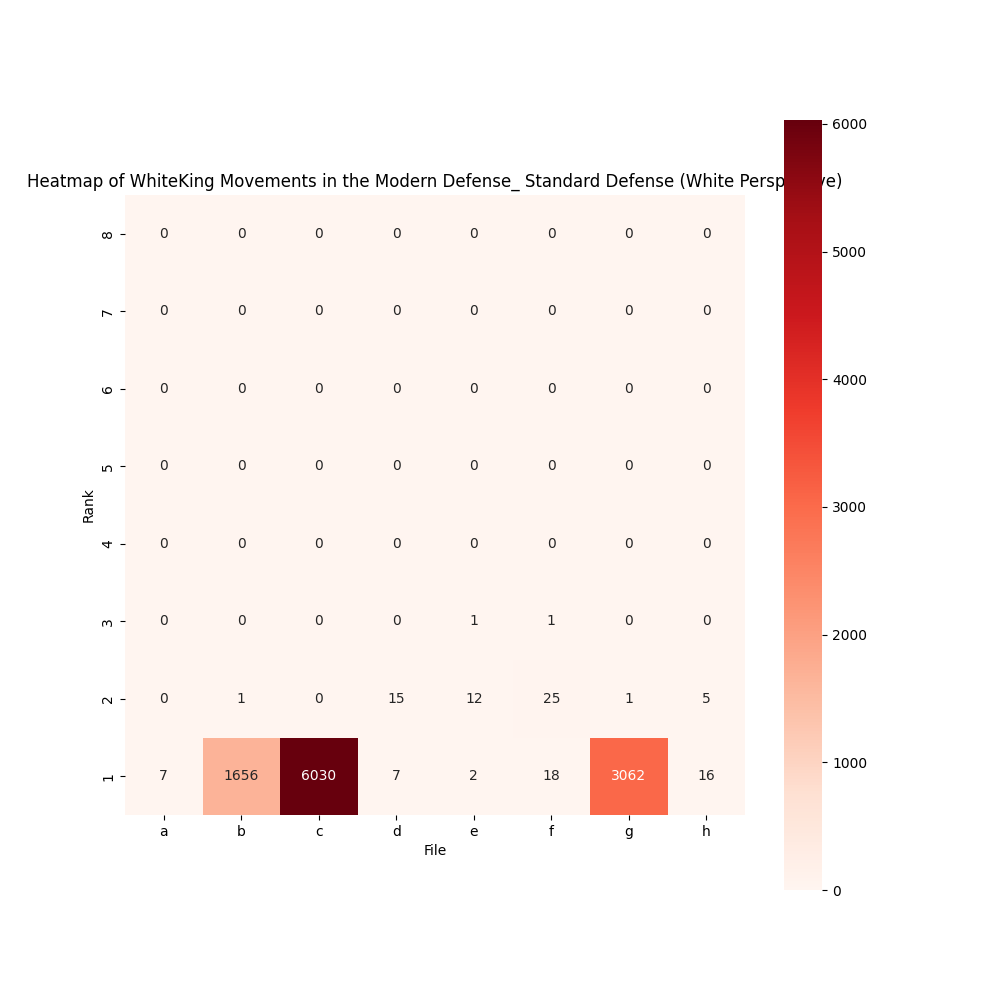 Heatmap of WhiteKing Movements in the Modern Defense_ Standard Defense (White Persp ve)
6000
5000
4000
3000
2000
1000
0
Rank
8 0 0 0 0 0 0 0 0
7 0 0 0 0 0 0 0 0
6 0 0 0 0 0 0 0 0
5 0 0 0 0 0 0 0 0
4 0 0 0 0 0 0 0 0
3 0 0 0 0 1 1 0 0
2 0 1 0 15 12 25 1 5
1 7 1656 6030 7 2 18 3062 16
a b c d e f g h
File